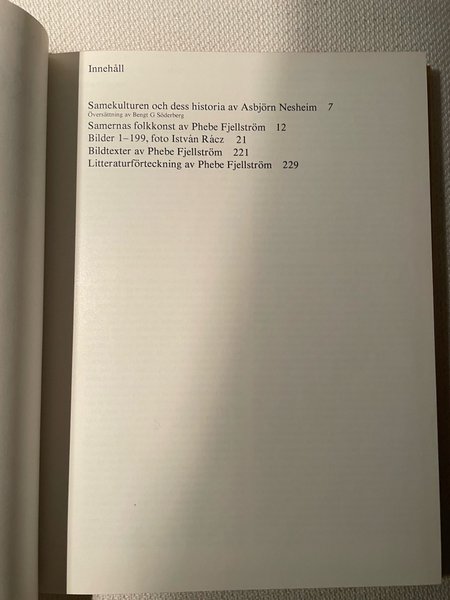 Innehåll
Samekulturen och dess historia av Asbjörn Nesheim 7
Översättning av Bengt G Söderberg
Samernas folkkonst av Phebe Fjellström 12
Bilder 1–199, foto István Rácz 21
Bildtexter av Phebe Fjellström 221
Litteraturförteckning av Phebe Fjellström 229